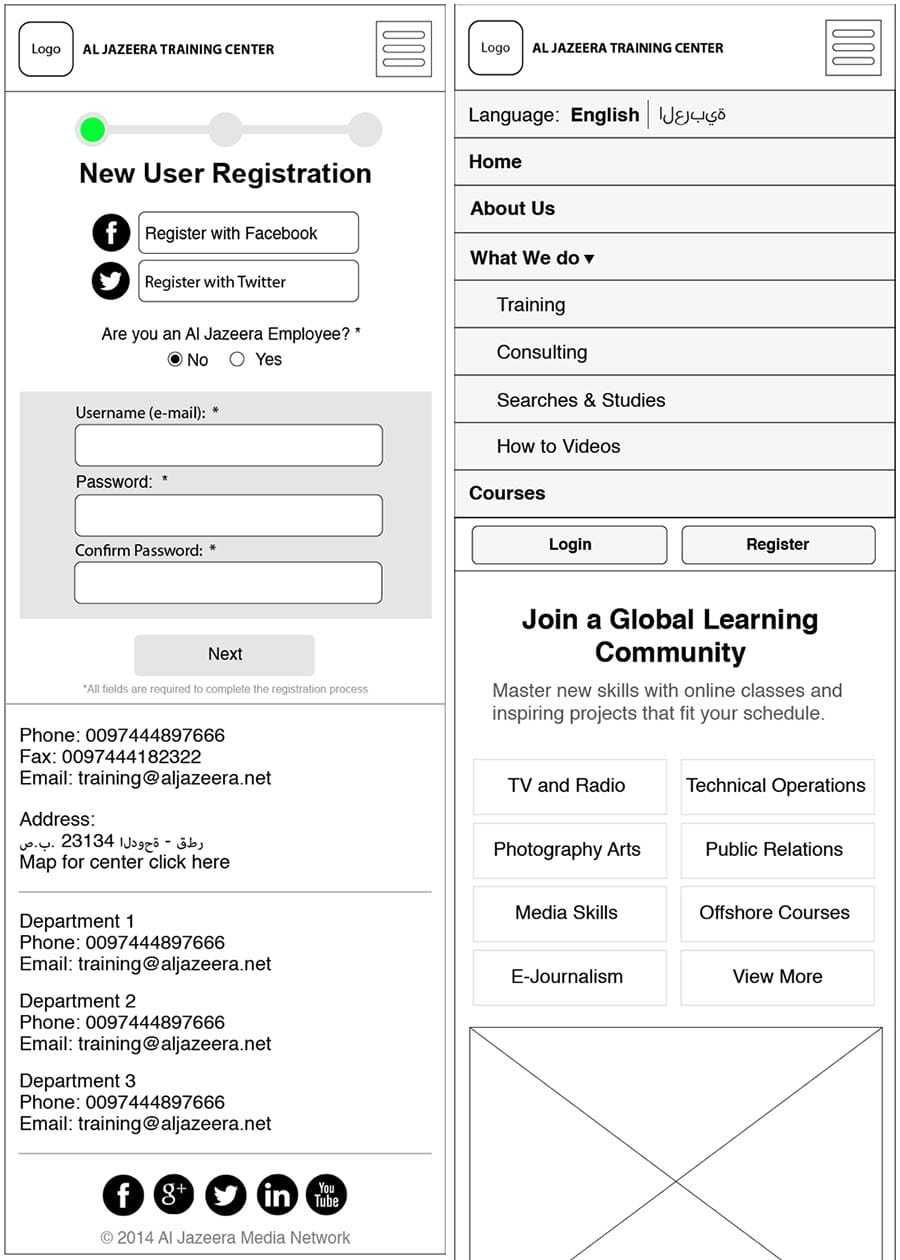 Logo
AL JAZEERA TRAINING CENTER
New User Registration
Register with Facebook
Register with Twitter
Are you an Al Jazeera Employee? *
No Yes
Username (e-mail): *
Password: *
Confirm Password: *
Next
*All fields are required to complete the registration process
Phone: 0097444897666
Fax: 0097444182322
Email: training@aljazeera.net
Address:
ص.ب. 23134 الدوحة - قطر
Map for center click here
Department 1
Phone: 0097444897666
Email: training@aljazeera.net
Department 2
Phone: 0097444897666
Email: training@aljazeera.net
Department 3
Phone: 0097444897666
Email: training@aljazeera.net
f g+ in You Tube
© 2014 Al Jazeera Media Network
Logo
AL JAZEERA TRAINING CENTER
Language: English | العربية
Home
About Us
What We do ▾
Training
Consulting
Searches & Studies
How to Videos
Courses
Login Register
Join a Global Learning
Community
Master new skills with online classes and
inspiring projects that fit your schedule.
TV and Radio
Technical Operations
Photography Arts
Public Relations
Media Skills
Offshore Courses
E-Journalism
View More